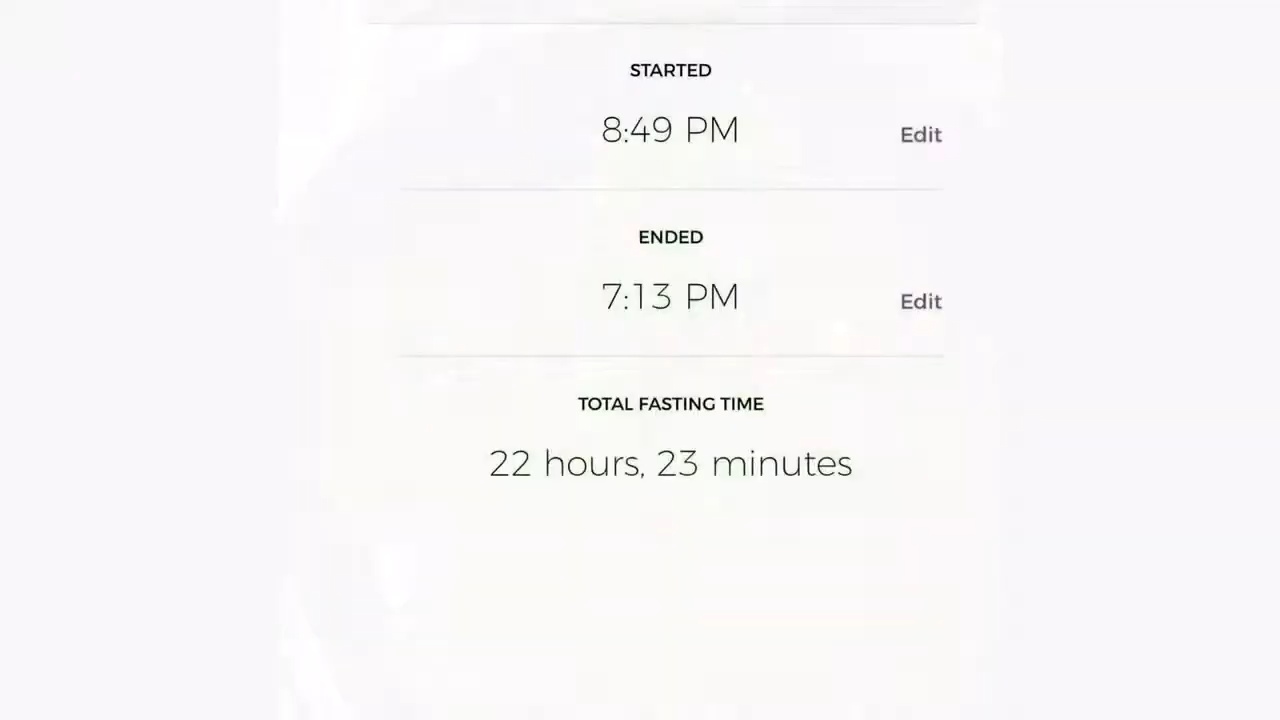 STARTED
8:49 PM
Edit
ENDED
7:13 PM
Edit
TOTAL FASTING TIME
22 hours, 23 minutes